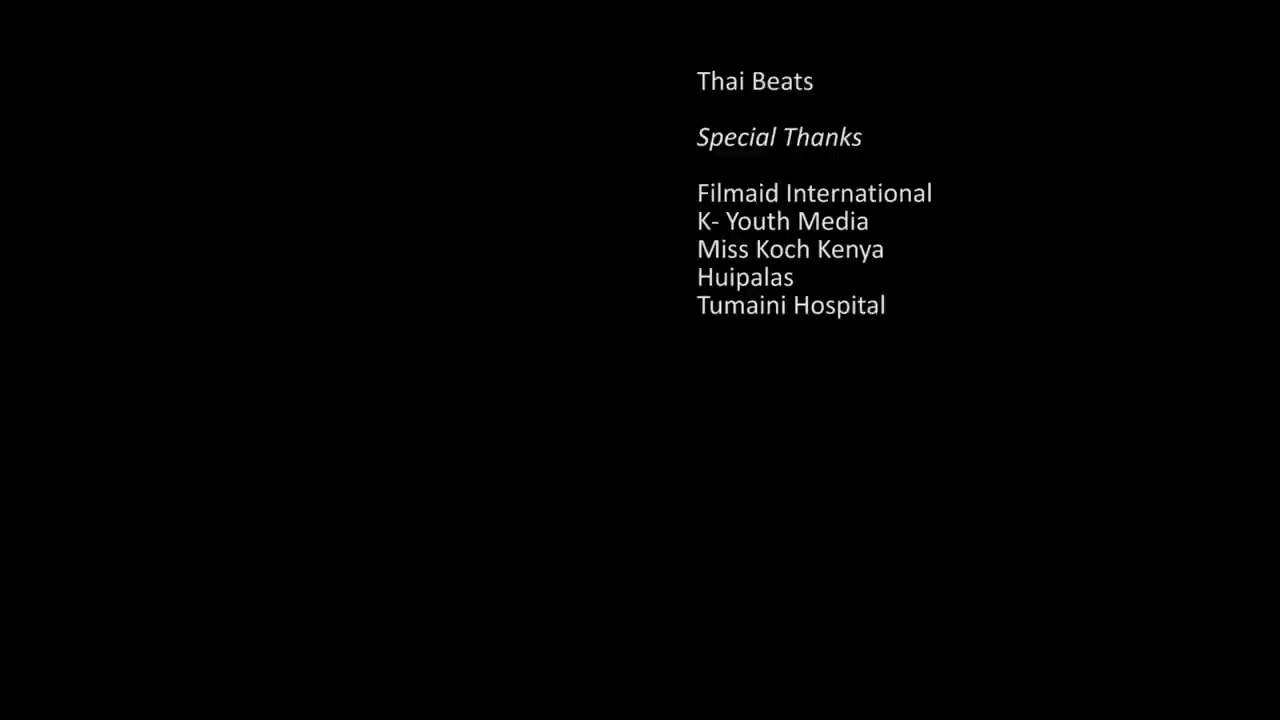 Thai Beats
Special Thanks
Filmaid International
K- Youth Media
Miss Koch Kenya
Huipalas
Tumaini Hospital